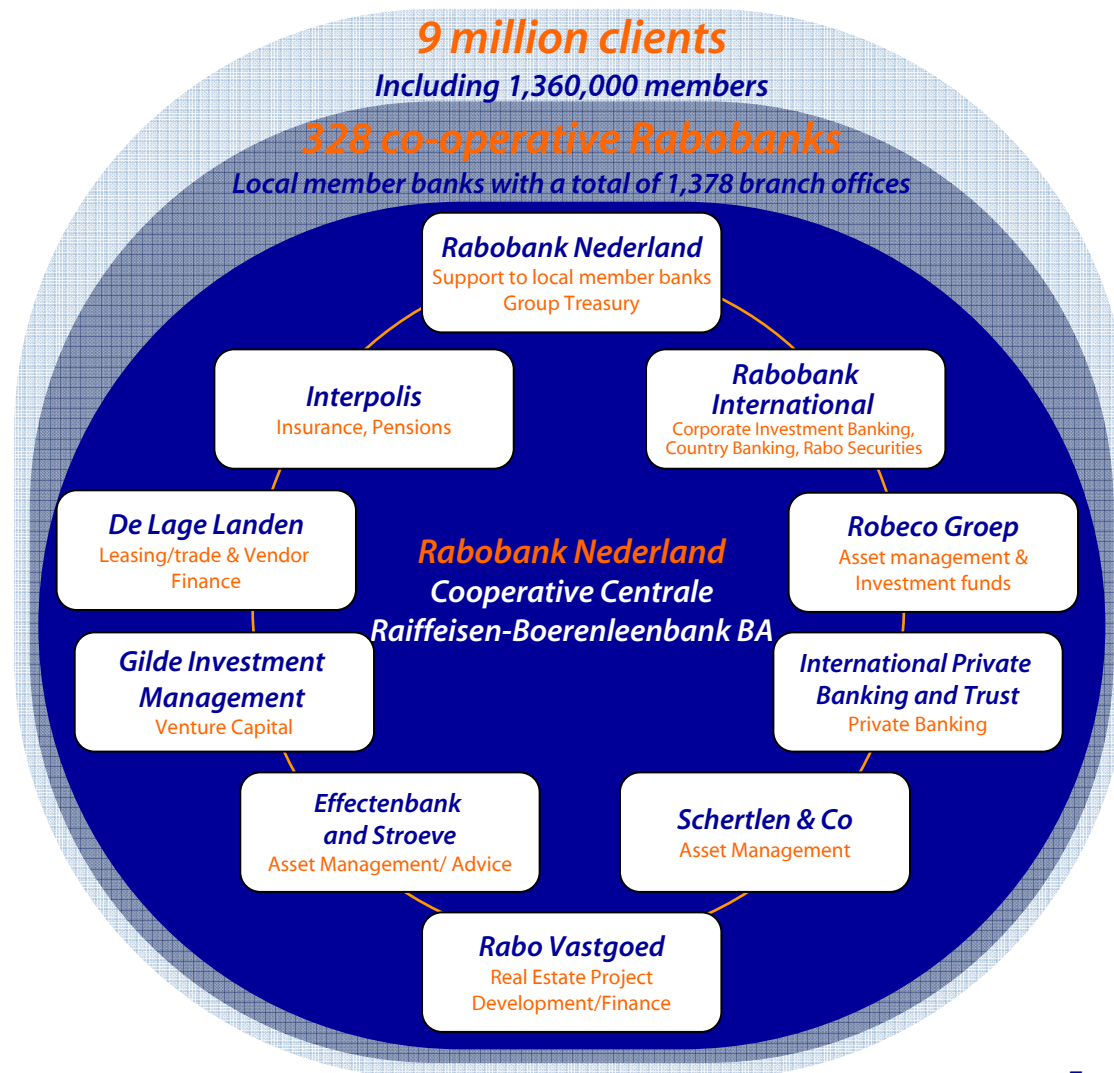 9 million clients
Including 1,360,000 members
328 co-operative Rabobanks
Local member banks with a total of 1,378 branch offices
Rabobank Nederland
Support to local member banks
Group Treasury
Interpolis
Insurance, Pensions
Rabobank
International
Corporate Investment Banking,
Country Banking, Rabo Securities
De Lage Landen
Leasing/trade & Vendor
Finance
Rabobank Nederland
Cooperative Centrale
Raiffeisen-Boerenleenbank BA
Robeco Groep
Asset management &
Investment funds
Gilde Investment
Management
Venture Capital
International Private
Banking and Trust
Private Banking
Effectenbank
and Stroeve
Asset Management/ Advice
Schertlen & Co
Asset Management
Rabo Vastgoed
Real Estate Project
Development/Finance